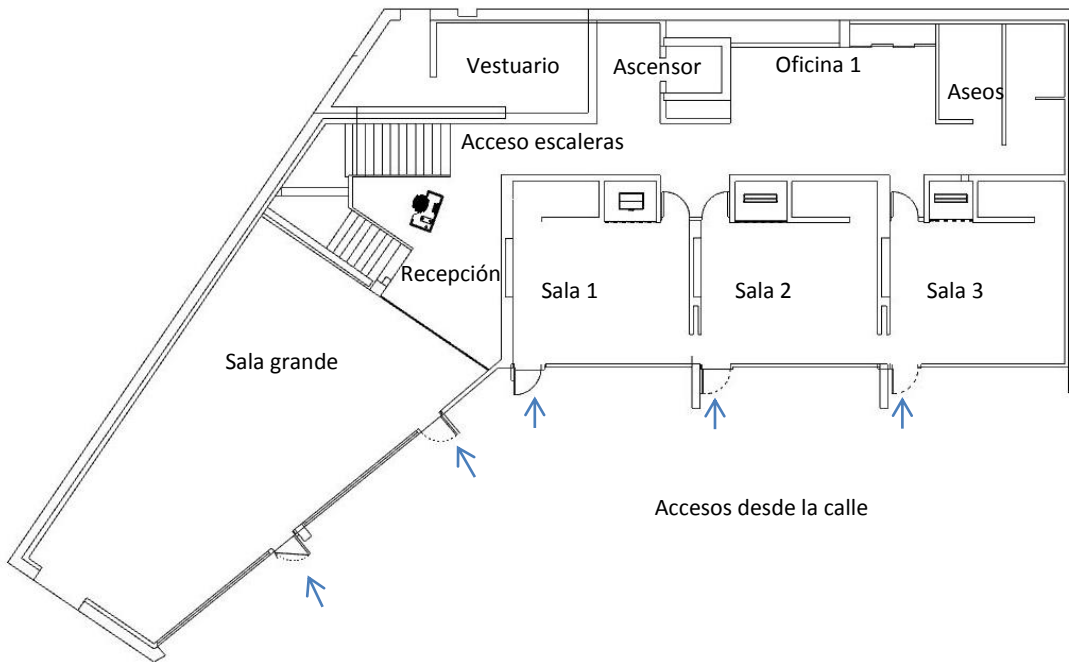 Vestuario
Ascensor
Oficina 1
Aseos
Acceso escaleras
Recepción
Sala 1
Sala 2
Sala 3
Sala grande
Accesos desde la calle